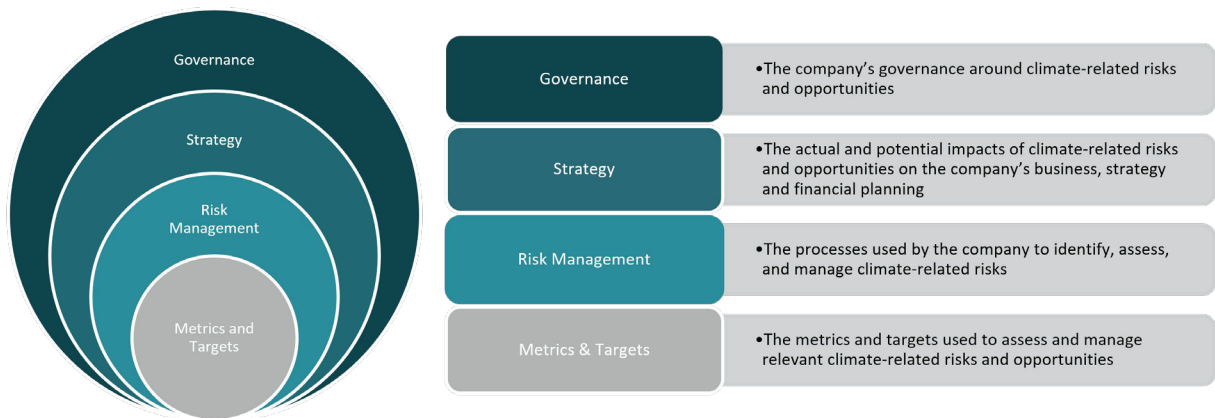 Governance
Strategy
Risk
Management
Metrics and
Targets
Governance
•The company’s governance around climate-related risks
and opportunities
Strategy
•The actual and potential impacts of climate-related risks
and opportunities on the company’s business, strategy
and financial planning
Risk Management
•The processes used by the company to identify, assess,
and manage climate-related risks
Metrics & Targets
•The metrics and targets used to assess and manage
relevant climate-related risks and opportunities